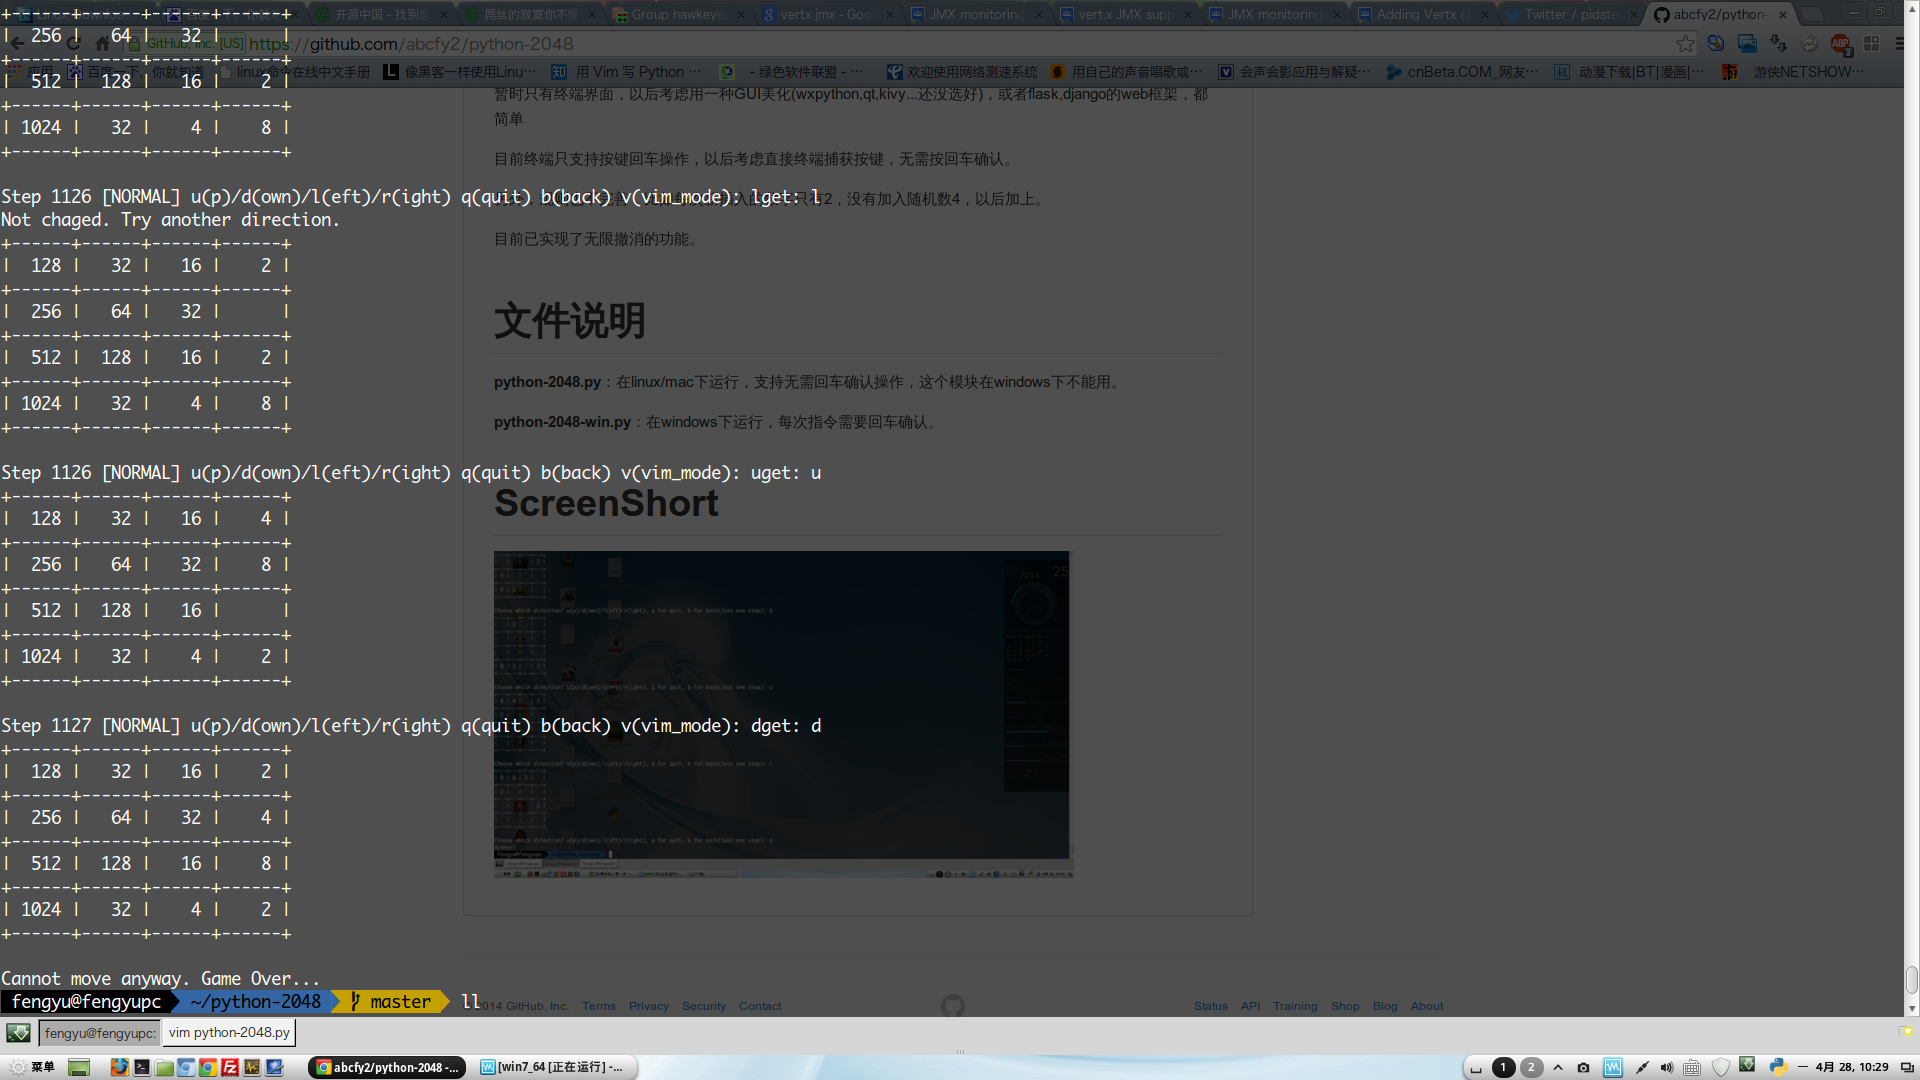 +------+------+------+------+
|  256 |   64 |   32 |      |
+------+------+------+------+
|  512 |  128 |   16 |    2 |
+------+------+------+------+
| 1024 |   32 |    4 |    8 |
+------+------+------+------+
Step 1126 [NORMAL] u(p)/d(own)/l(eft)/r(ight) q(quit) b(back) v(vim_mode): lget: l
Not chaged. Try another direction.
+------+------+------+------+
|  128 |   32 |   16 |    2 |
+------+------+------+------+
|  256 |   64 |   32 |      |
+------+------+------+------+
|  512 |  128 |   16 |    2 |
+------+------+------+------+
| 1024 |   32 |    4 |    8 |
+------+------+------+------+
Step 1126 [NORMAL] u(p)/d(own)/l(eft)/r(ight) q(quit) b(back) v(vim_mode): uget: u
+------+------+------+------+
|  128 |   32 |   16 |    4 |
+------+------+------+------+
|  256 |   64 |   32 |    8 |
+------+------+------+------+
|  512 |  128 |   16 |      |
+------+------+------+------+
| 1024 |   32 |    4 |    2 |
+------+------+------+------+
Step 1127 [NORMAL] u(p)/d(own)/l(eft)/r(ight) q(quit) b(back) v(vim_mode): dget: d
+------+------+------+------+
|  128 |   32 |   16 |    2 |
+------+------+------+------+
|  256 |   64 |   32 |    4 |
+------+------+------+------+
|  512 |  128 |   16 |    8 |
+------+------+------+------+
| 1024 |   32 |    4 |    2 |
+------+------+------+------+
Cannot move anyway. Game Over...
fengyu@fengyupc ~/python-2048 master ll
开源中国 - 找到 屌丝的寂寞你不懂 Group hawkeye vertx jmx - Goo JMX monitoring vert.x JMX supp JMX monitoring Adding Vertx (J Twitter / pidste abcfy2/python-
GitHub, Inc. [US] https://github.com/abcfy2/python-2048
应用 百度一下，你就知道 linux命令在线中文手册 像黑客一样使用Linu… 用 Vim 写 Python … - 绿色软件联盟 - … 欢迎使用网络测速系统 用自己的声音唱歌或… 会声会影应用与解疑… cnBeta.COM_网友… 动漫下载|BT|漫画|… 游侠NETSHOW…
暂时只有终端界面，以后考虑用一种GUI美化(wxpython,qt,kivy...还没选好)，或者flask,django的web框架，都
简单
目前终端只支持按键回车操作，以后考虑直接终端捕获按键，无需按回车确认。
只有2，没有加入随机数4，以后加上。
目前已实现了无限撤消的功能。
文件说明
python-2048.py：在linux/mac下运行，支持无需回车确认操作，这个模块在windows下不能用。
python-2048-win.py：在windows下运行，每次指令需要回车确认。
ScreenShort
2014 GitHub, Inc. Terms Privacy Security Contact Status API Training Shop Blog About
fengyu@fengyupc: vim python-2048.py
菜单 abcfy2/python-2048 -... [win7_64 [正在运行] -... 1 2 4月 28, 10:29